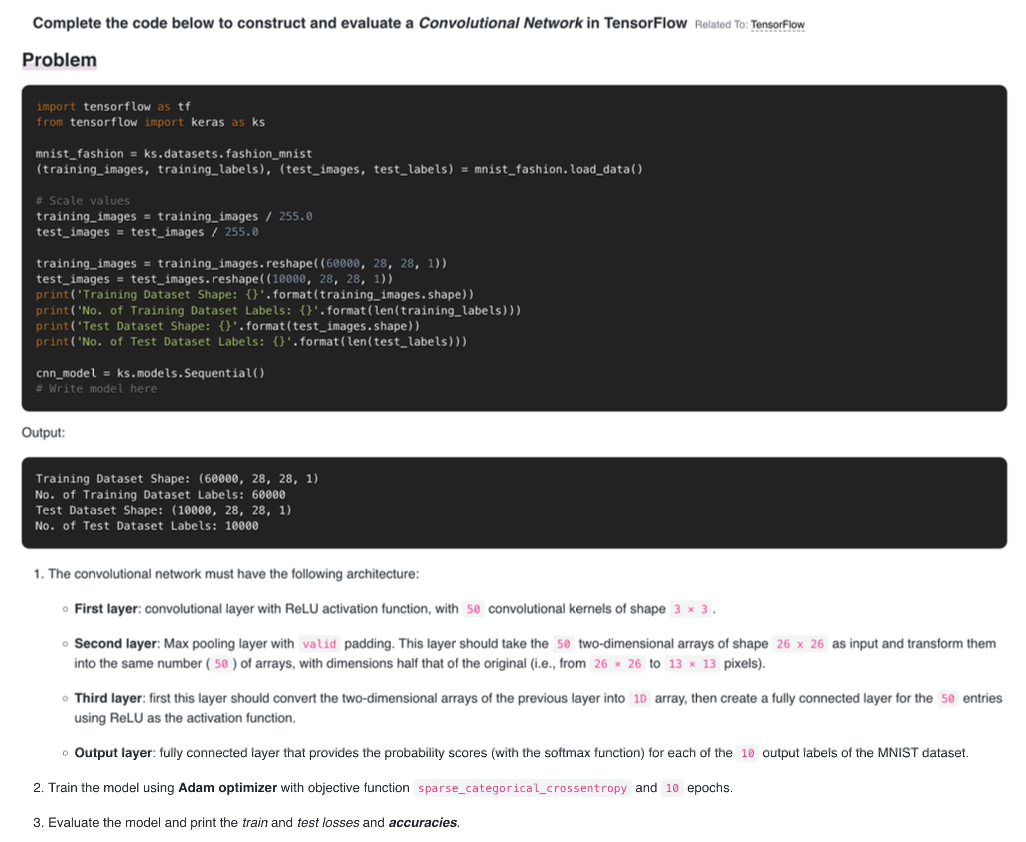 Complete the code below to construct and evaluate a Convolutional Network in TensorFlow Related To: TensorFlow
Problem
import tensorflow as tf
from tensorflow import keras as ks
mnist_fashion = ks.datasets.fashion_mnist
(training_images, training_labels), (test_images, test_labels) = mnist_fashion.load_data()
# Scale values
training_images = training_images / 255.0
test_images = test_images / 255.0
training_images = training_images.reshape((60000, 28, 28, 1))
test_images = test_images.reshape((10000, 28, 28, 1))
print('Training Dataset Shape: {}'.format(training_images.shape))
print('No. of Training Dataset Labels: {}'.format(len(training_labels)))
print('Test Dataset Shape: {}'.format(test_images.shape))
print('No. of Test Dataset Labels: {}'.format(len(test_labels)))
cnn_model = ks.models.Sequential()
# Write model here
Output:
Training Dataset Shape: (60000, 28, 28, 1)
No. of Training Dataset Labels: 60000
Test Dataset Shape: (10000, 28, 28, 1)
No. of Test Dataset Labels: 10000
1. The convolutional network must have the following architecture:
◦ First layer: convolutional layer with ReLU activation function, with 50 convolutional kernels of shape 3 × 3 .
◦ Second layer: Max pooling layer with valid padding. This layer should take the 50 two-dimensional arrays of shape 26 x 26 as input and transform them
into the same number ( 50 ) of arrays, with dimensions half that of the original (i.e., from 26 × 26 to 13 × 13 pixels).
◦ Third layer: first this layer should convert the two-dimensional arrays of the previous layer into 1D array, then create a fully connected layer for the 50 entries
using ReLU as the activation function.
◦ Output layer: fully connected layer that provides the probability scores (with the softmax function) for each of the 10 output labels of the MNIST dataset.
2. Train the model using Adam optimizer with objective function sparse_categorical_crossentropy and 10 epochs.
3. Evaluate the model and print the train and test losses and accuracies.